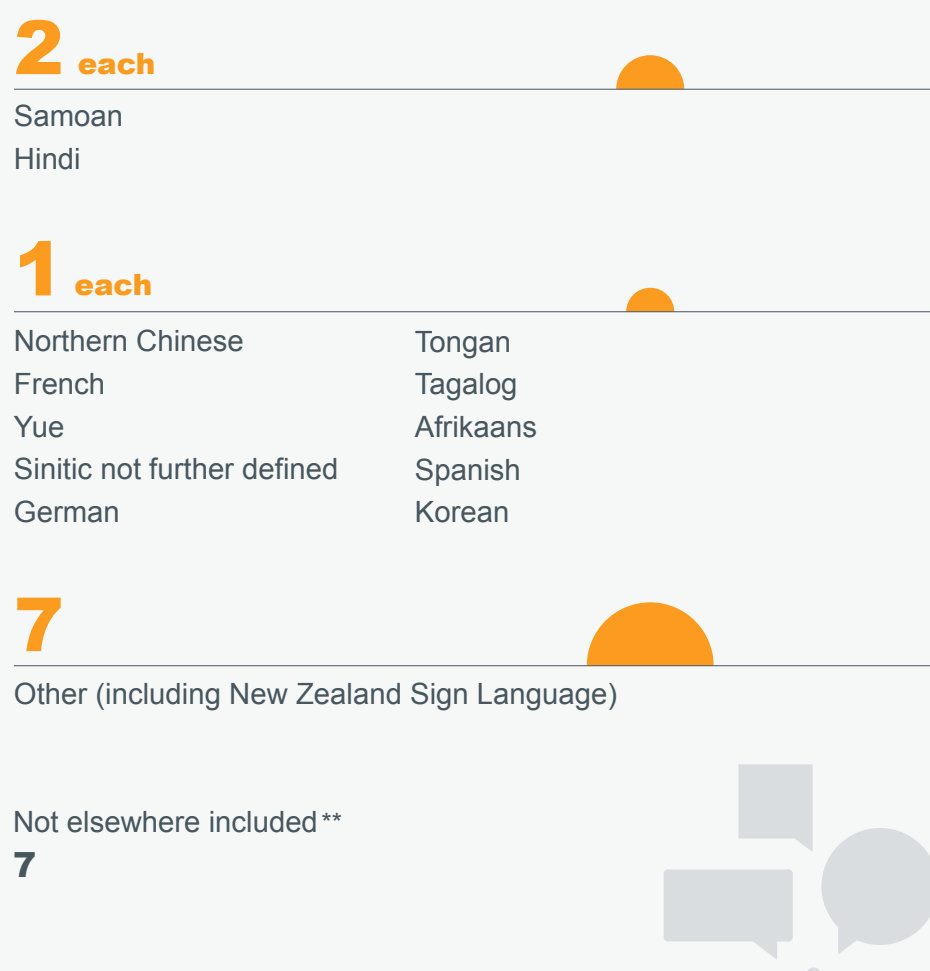 2 each
Samoan
Hindi
1 each
Northern Chinese
French
Yue
Sinitic not further defined
German
Tongan
Tagalog
Afrikaans
Spanish
Korean
7
Other (including New Zealand Sign Language)
Not elsewhere included**
7